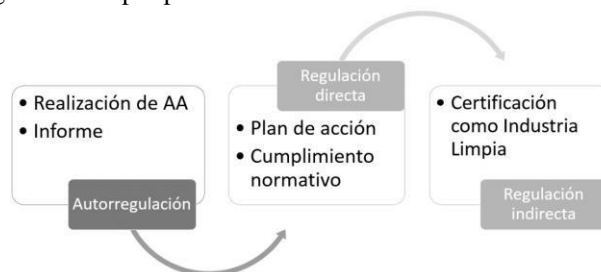 • Realización de AA
• Informe
Autorregulación
Regulación
directa
• Plan de acción
• Cumplimiento
normativo
• Certificación
como Industria
Limpia
Regulación
indirecta